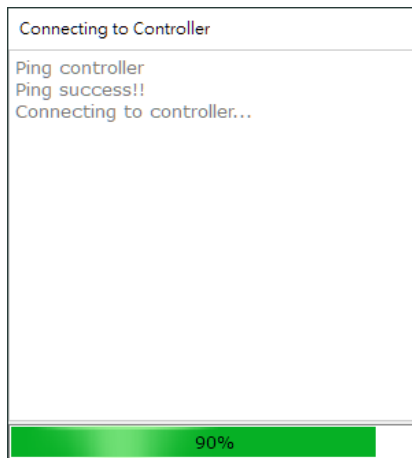 Connecting to Controller
Ping controller
Ping success!!
Connecting to controller...
90%